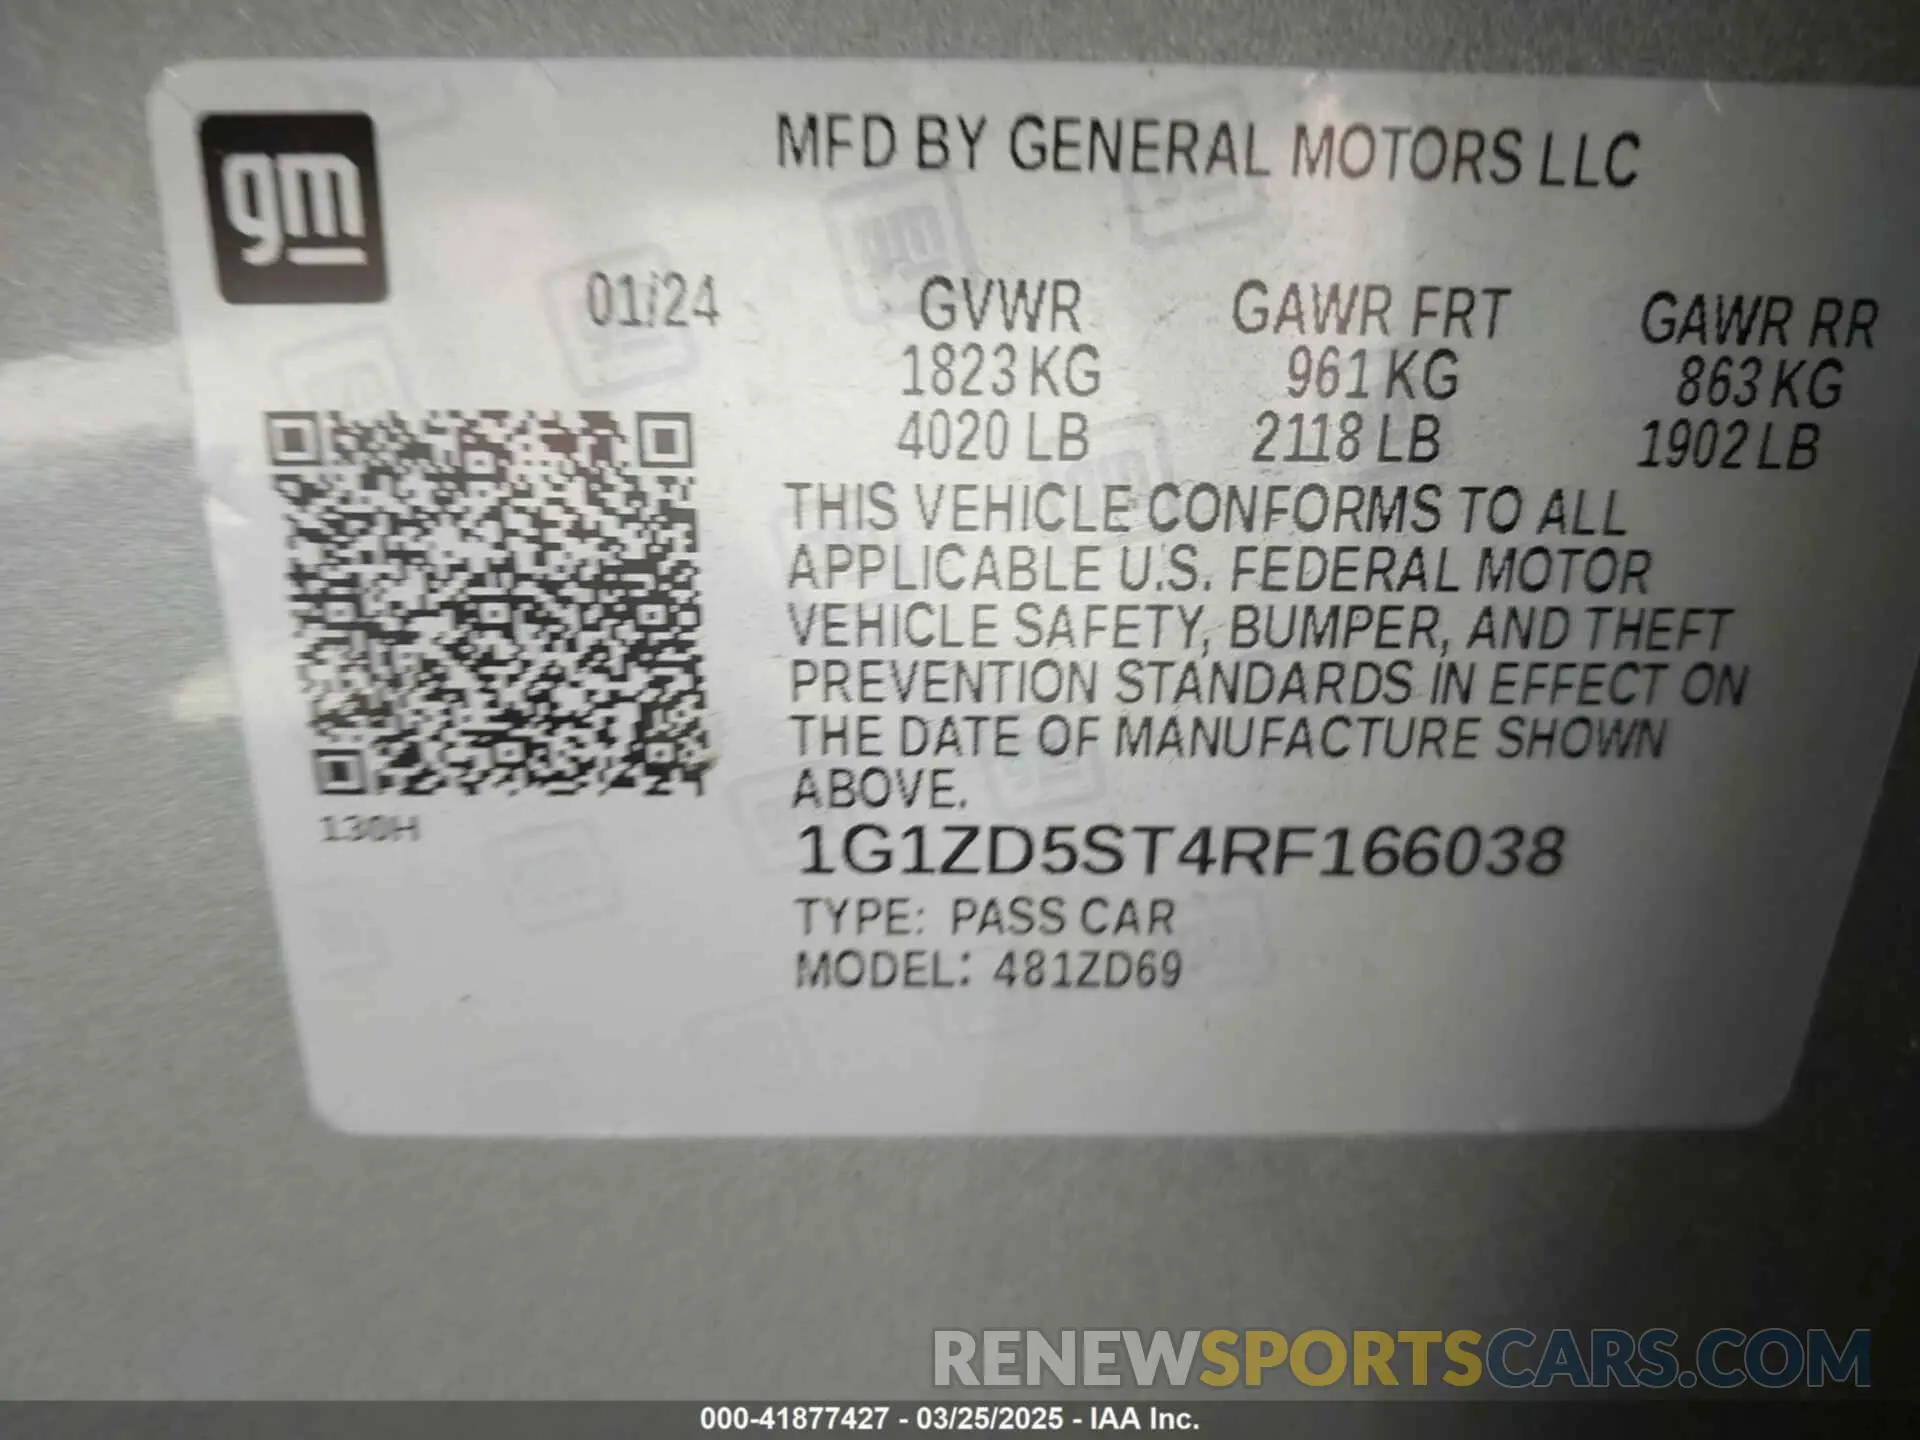 gm
MFD BY GENERAL MOTORS LLC
01/24 GVWR GAWR FRT GAWR RR
1823 KG 961 KG 863 KG
4020 LB 2118 LB 1902 LB
THIS VEHICLE CONFORMS TO ALL
APPLICABLE U.S. FEDERAL MOTOR
VEHICLE SAFETY, BUMPER, AND THEFT
PREVENTION STANDARDS IN EFFECT ON
THE DATE OF MANUFACTURE SHOWN
ABOVE.
130H
1G1ZD5ST4RF166038
TYPE: PASS CAR
MODEL: 481ZD69
RENEWSPORTSCARS.COM
000-41877427 - 03/25/2025 - IAA Inc.